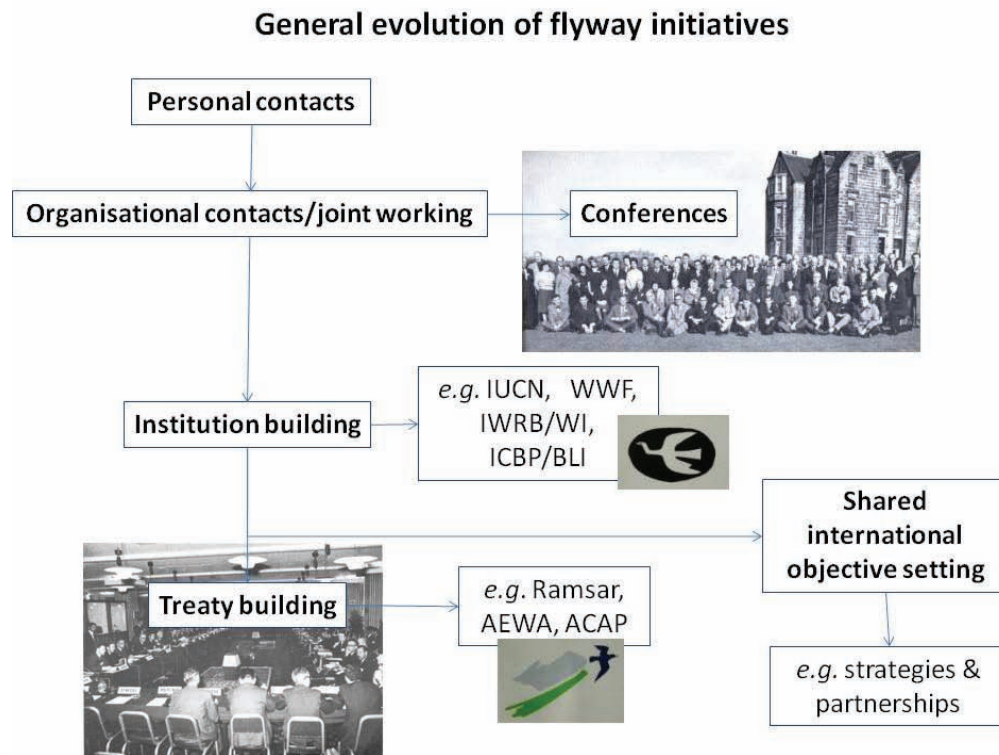 General evolution of flyway initiatives
Personal contacts
Organisational contacts/joint working
Conferences
Institution building
e.g. IUCN, WWF,
IWRB/WI,
ICBP/BLI
Shared
international
objective setting
Treaty building
e.g. Ramsar,
AEWA, ACAP
e.g. strategies &
partnerships